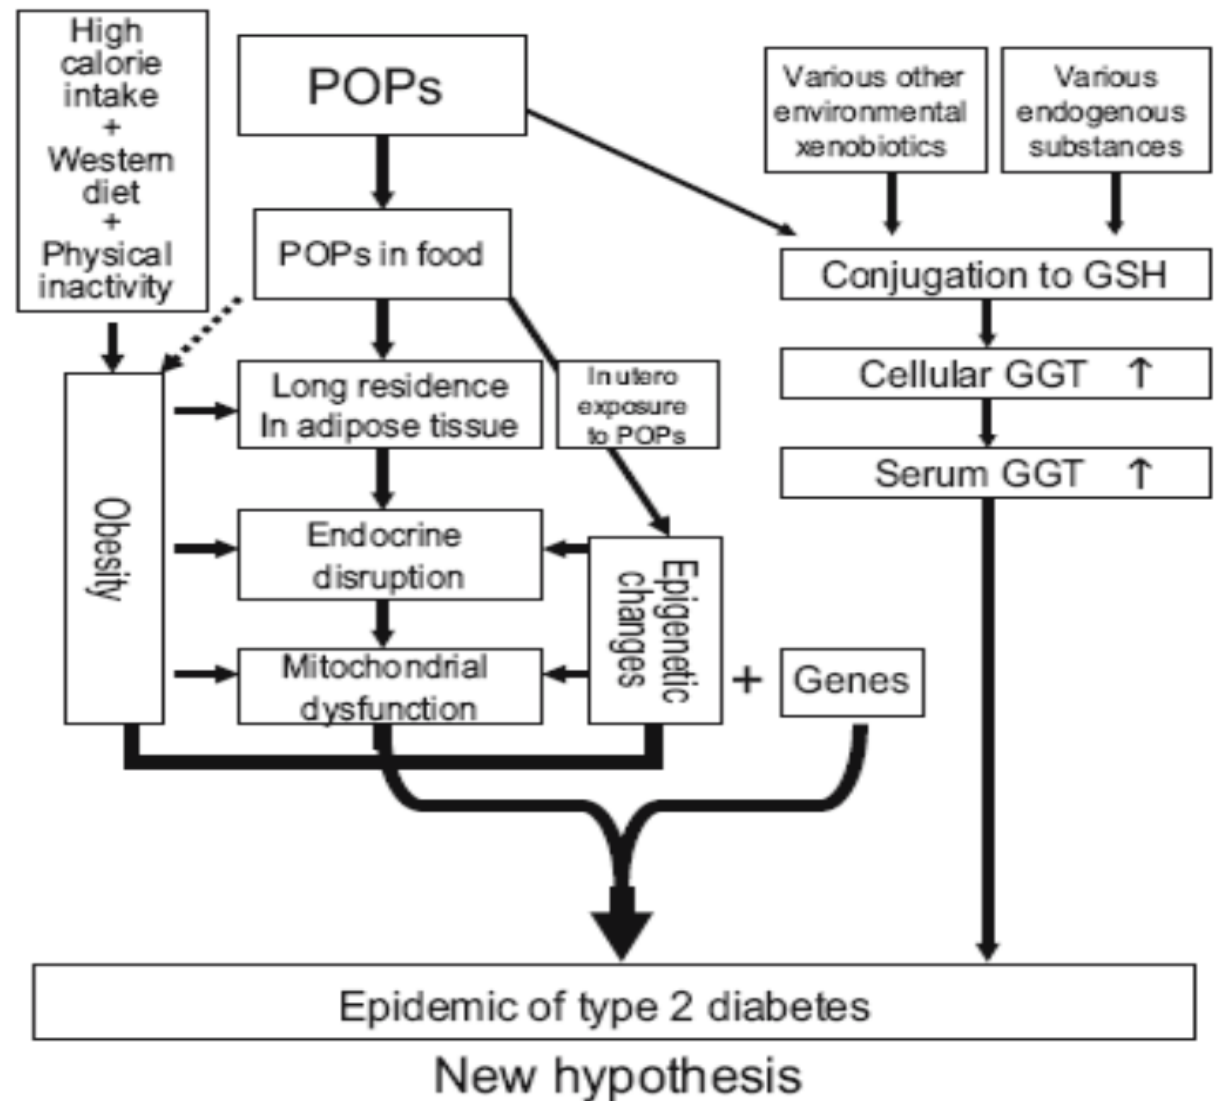 High
calorie
intake
+
Western
diet
+
Physical
inactivity
POPs
Various other
environmental
xenobiotics
Various
endogenous
substances
POPs in food
Conjugation to GSH
Long residence
In adipose tissue
In utero
exposure
to POPs
Cellular GGT ↑
Serum GGT ↑
Obesity
Endocrine
disruption
Epigenetic
changes
Mitochondrial
dysfunction
+
Genes
Epidemic of type 2 diabetes
New hypothesis